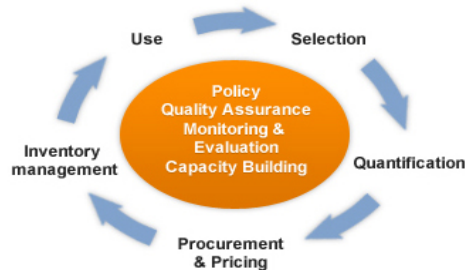 Use
Selection
Policy
Quality Assurance
Monitoring &
Evaluation
Capacity Building
Inventory
management
Quantification
Procurement
& Pricing